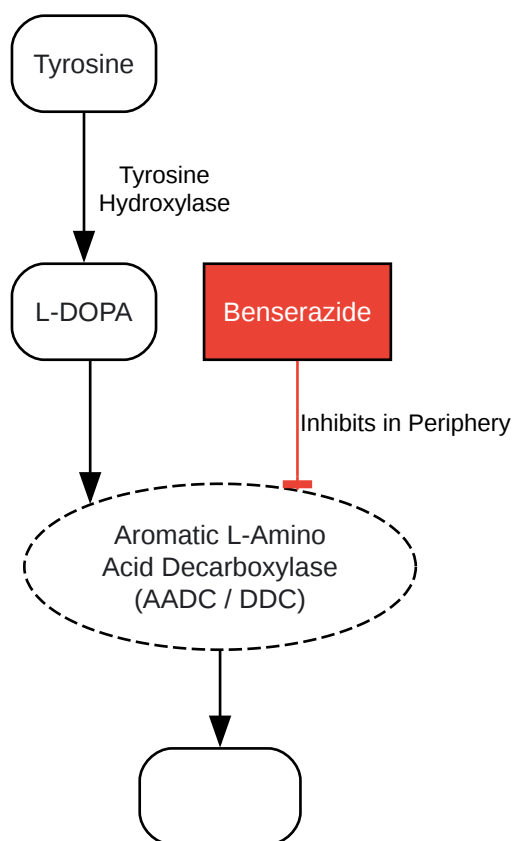 Tyrosine
Tyrosine
Hydroxylase
L-DOPA
Benserazide
Inhibits in Periphery
Aromatic L-Amino
Acid Decarboxylase
(AADC / DDC)